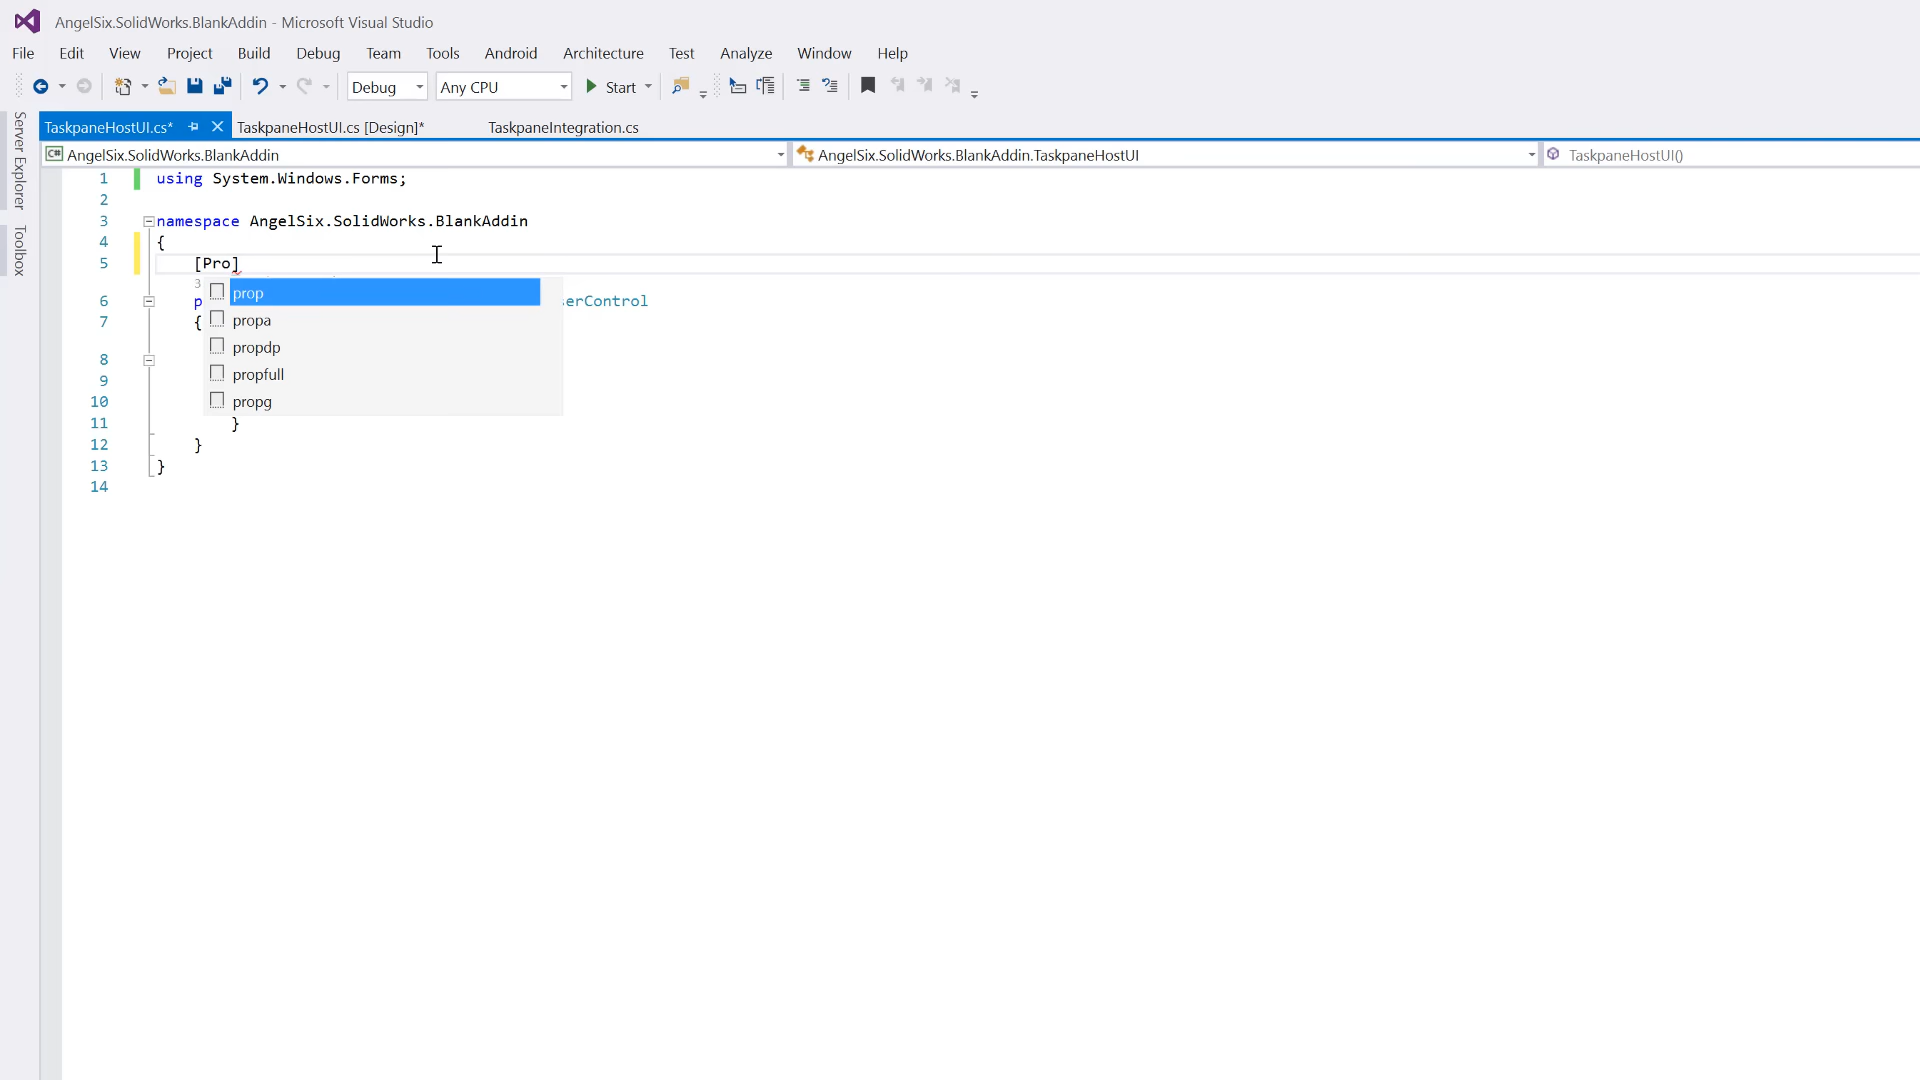 AngelSix.SolidWorks.BlankAddin - Microsoft Visual Studio
File Edit View Project Build Debug Team Tools Android Architecture Test Analyze Window Help
Debug Any CPU Start
Server Explorer
Toolbox
TaskpaneHostUI.cs* TaskpaneHostUI.cs [Design]* TaskpaneIntegration.cs
C# AngelSix.SolidWorks.BlankAddin AngelSix.SolidWorks.BlankAddin.TaskpaneHostUI TaskpaneHostUI()
1 using System.Windows.Forms;
2
3 namespace AngelSix.SolidWorks.BlankAddin
4 {
5 [Pro]
3
prop
6 p serControl
propa
7 {
propdp
8
propfull
9
10 propg
11 }
12 }
13 }
14